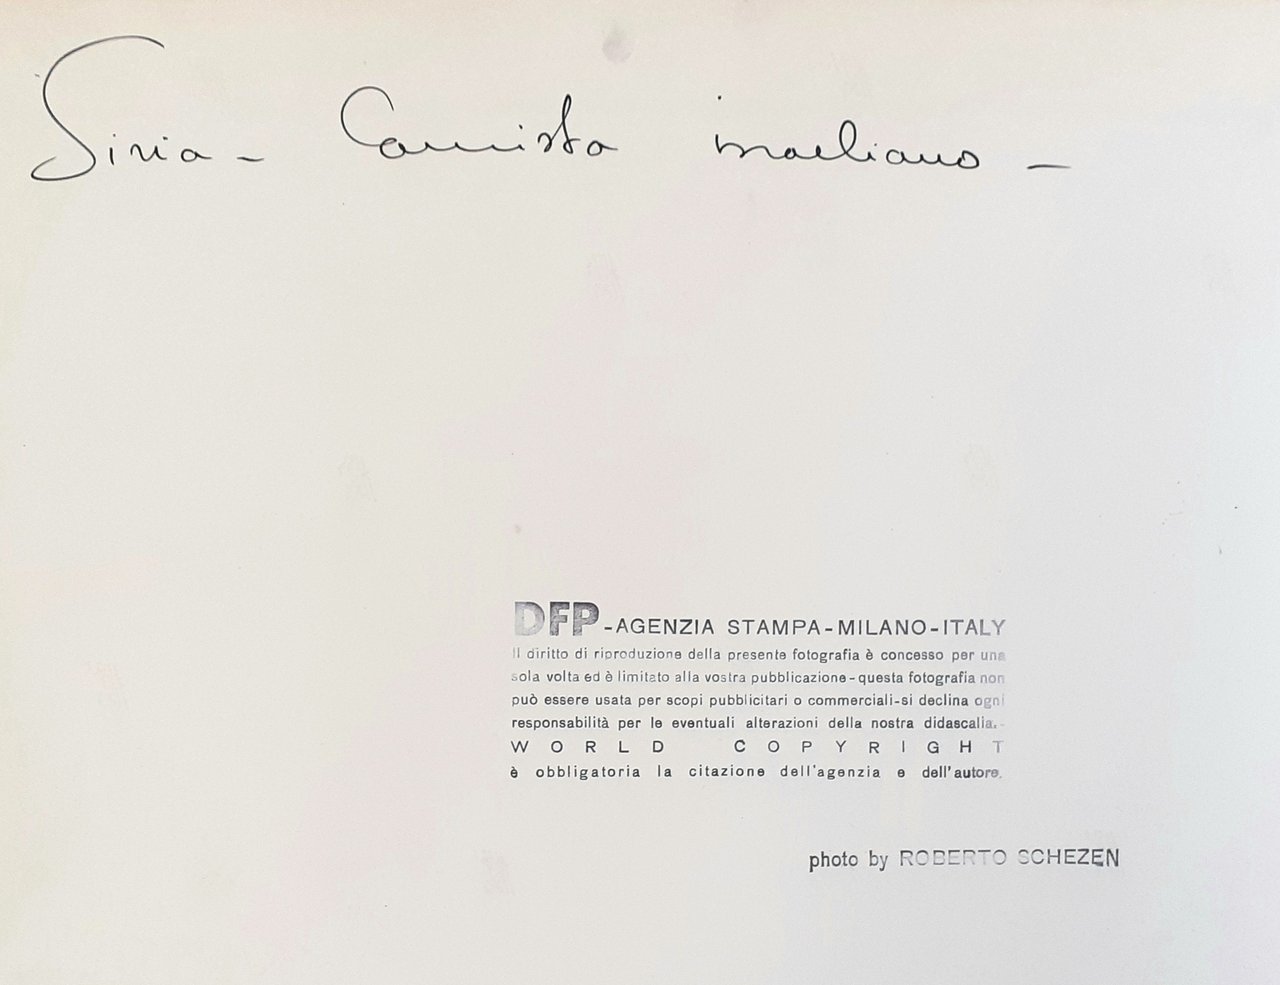 Siria - Carrista israeliano -
DFP-AGENZIA STAMPA-MILANO-ITALY
Il diritto di riproduzione della presente fotografia è concesso per una
sola volta ed è limitato alla vostra pubblicazione-questa fotografia non
può essere usata per scopi pubblicitari o commerciali-si declina ogni
responsabilità per le eventuali alterazioni della nostra didascalia.-
WORLD COPYRIGHT
è obbligatoria la citazione dell'agenzia e dell'autore.
photo by ROBERTO SCHEZEN